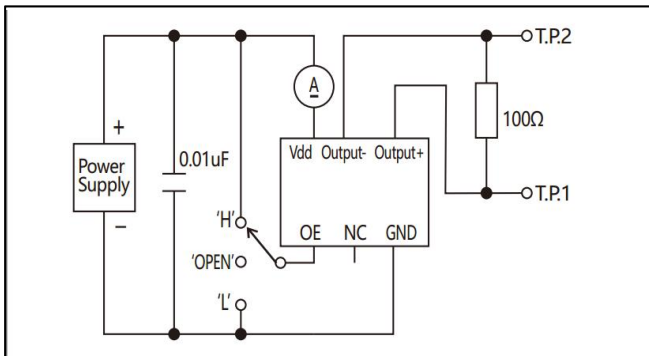 T.P.2
A
+
100Ω
Vdd Output- Output+
0.01uF
Power
Supply
T.P.1
−
'H'
OE NC GND
'OPEN'
'L'